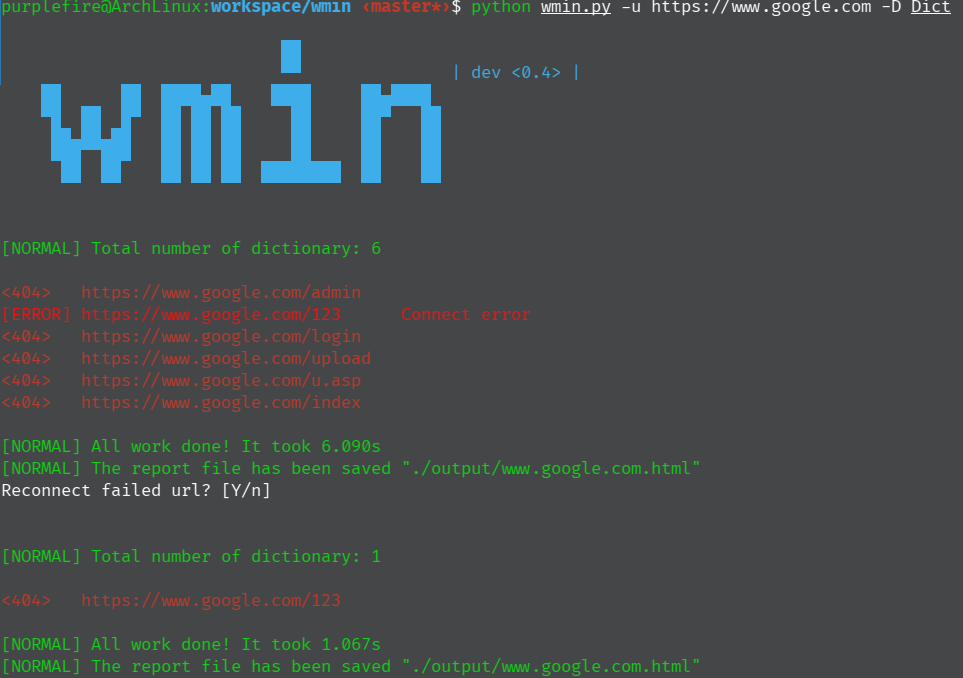 purplefire@ArchLinux:workspace/wmin ‹master*›$ python wmin.py -u https://www.google.com -D Dict
| dev <0.4> |
wmin
[NORMAL] Total number of dictionary: 6
<404> https://www.google.com/admin
[ERROR] https://www.google.com/123 Connect error
<404> https://www.google.com/login
<404> https://www.google.com/upload
<404> https://www.google.com/u.asp
<404> https://www.google.com/index
[NORMAL] All work done! It took 6.090s
[NORMAL] The report file has been saved "./output/www.google.com.html"
Reconnect failed url? [Y/n]
[NORMAL] Total number of dictionary: 1
<404> https://www.google.com/123
[NORMAL] All work done! It took 1.067s
[NORMAL] The report file has been saved "./output/www.google.com.html"